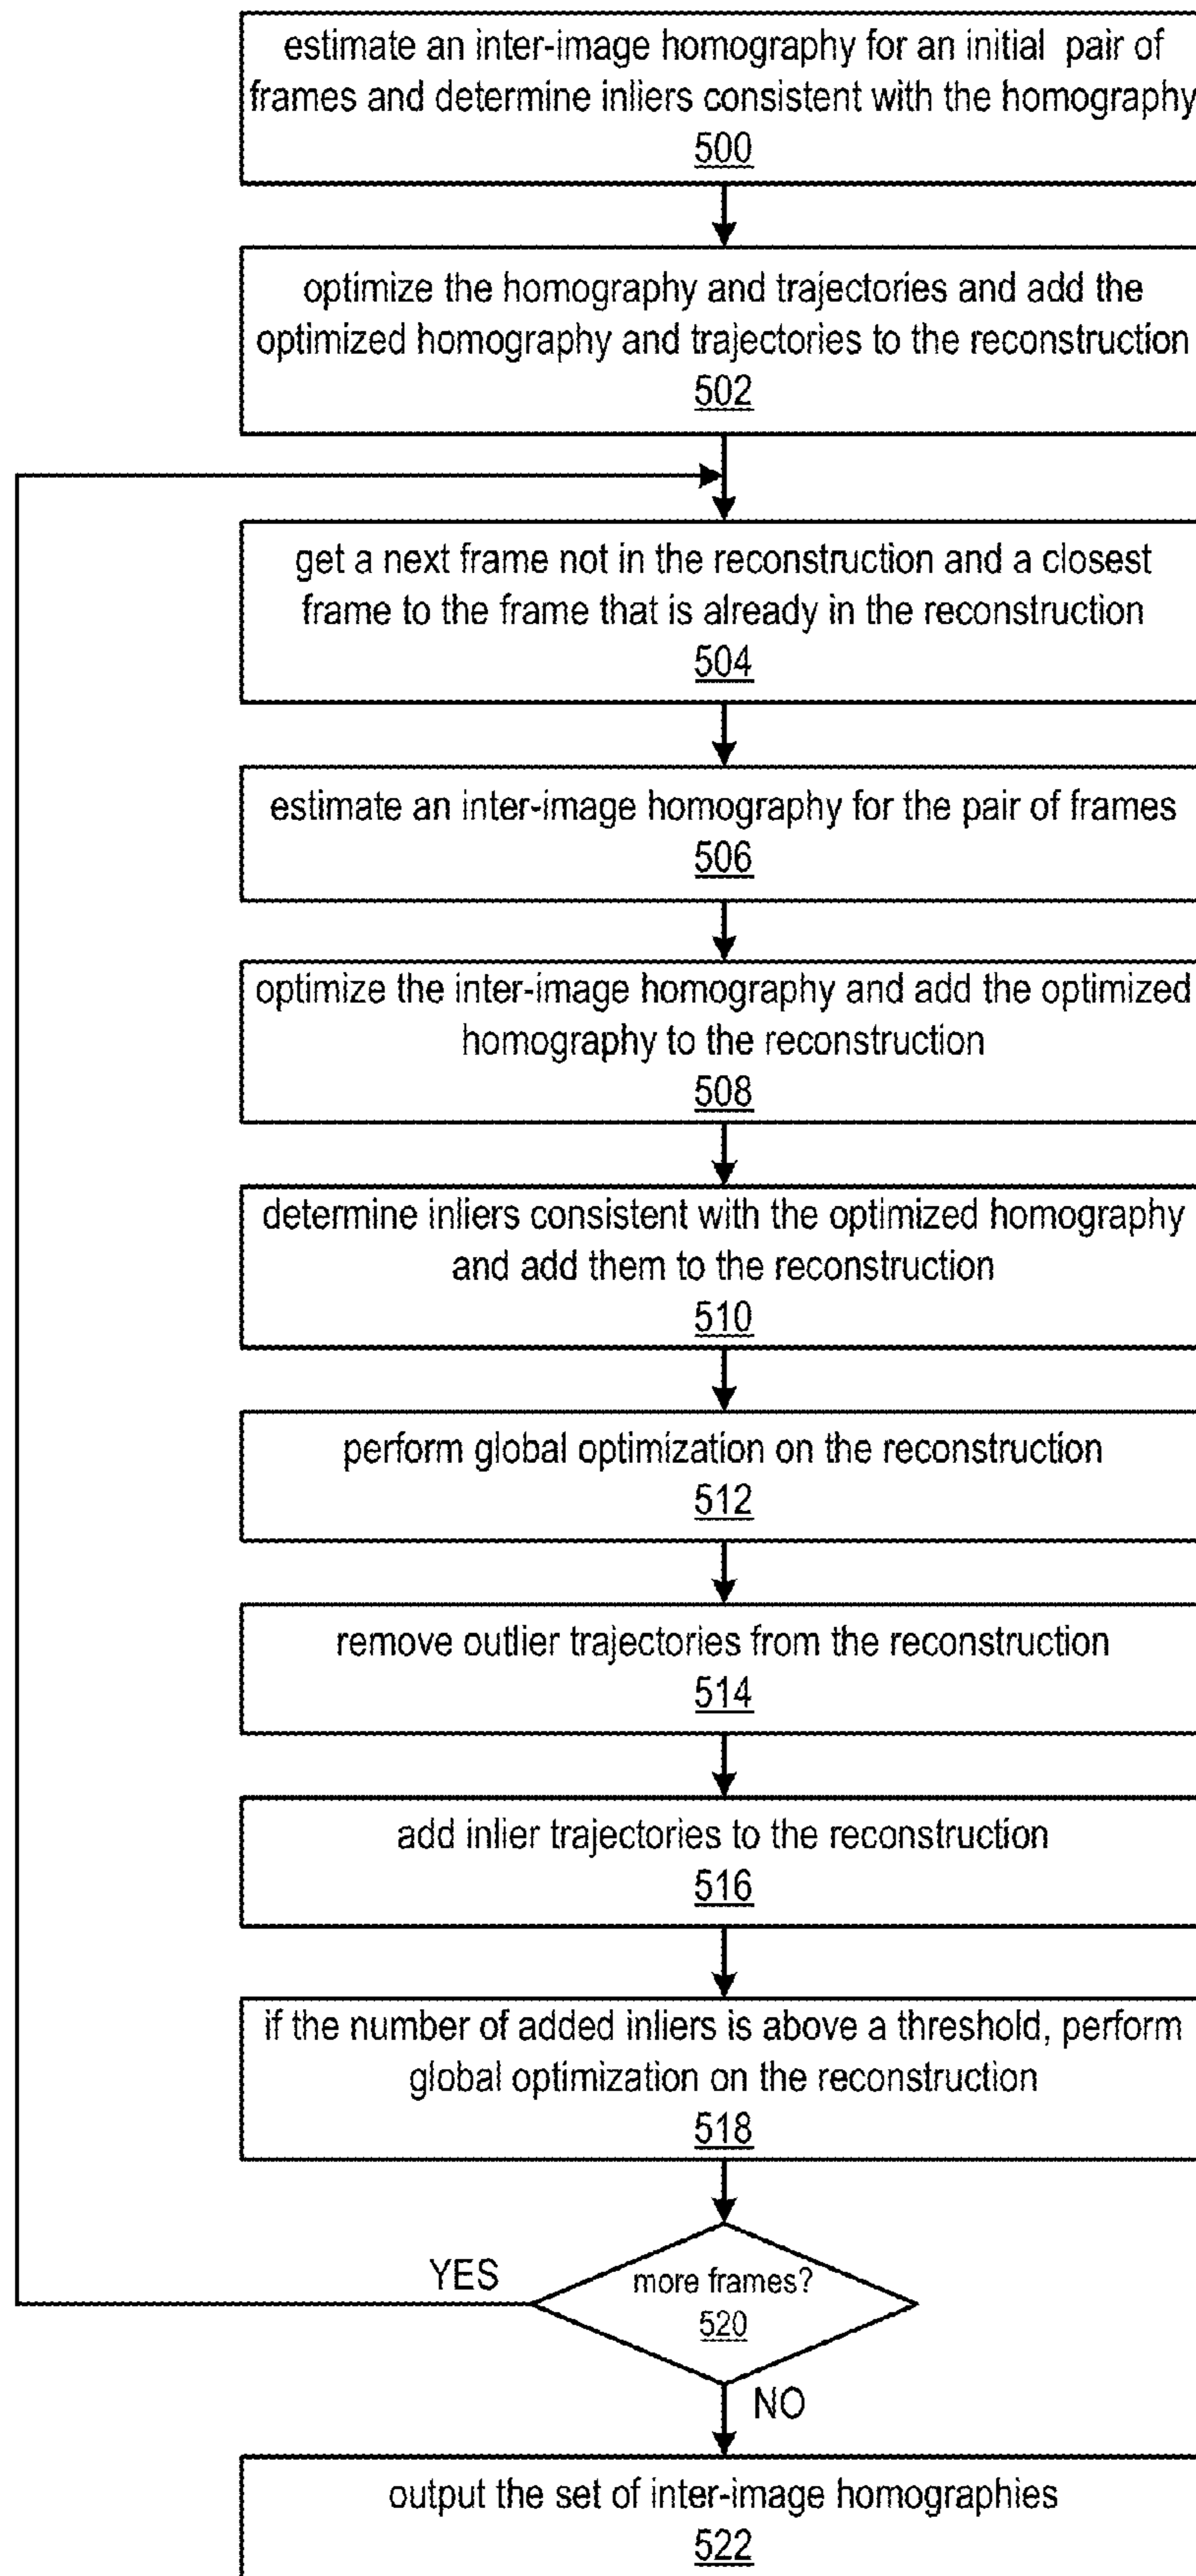 estimate an inter-image homography for an initial pair of
frames and determine inliers consistent with the homography
500
optimize the homography and trajectories and add the
optimized homography and trajectories to the reconstruction
502
get a next frame not in the reconstruction and a closest
frame to the frame that is already in the reconstruction
504
estimate an inter-image homography for the pair of frames
506
optimize the inter-image homography and add the optimized
homography to the reconstruction
508
determine inliers consistent with the optimized homography
and add them to the reconstruction
510
perform global optimization on the reconstruction
512
remove outlier trajectories from the reconstruction
514
add inlier trajectories to the reconstruction
516
if the number of added inliers is above a threshold, perform
global optimization on the reconstruction
518
YES
more frames?
520
NO
output the set of inter-image homographies
522